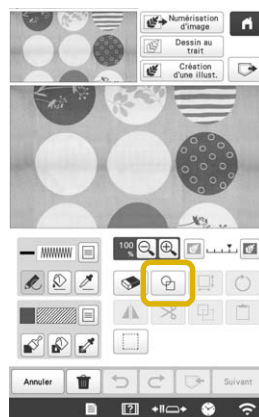 Numérisation
d'image
Dessin au
trait
Création
d'une illust.
100
%
Annuler
Suivant